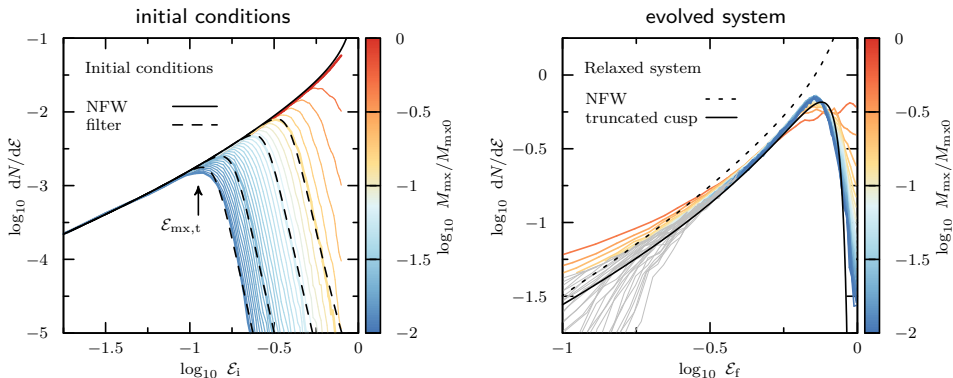 initial conditions
−1
−2
−3
−4
−5
log₁₀ dN/dℰ
Initial conditions
NFW
filter
ℰmx,t
−1.5
−1
−0.5
0
log₁₀ ℰi
0
−0.5
−1
−1.5
−2
log₁₀ Mmx/Mmx0
evolved system
0
−0.5
−1
−1.5
log₁₀ dN/dℰ
Relaxed system
NFW
truncated cusp
−1
−0.5
0
log₁₀ ℰf
0
−0.5
−1
−1.5
−2
log₁₀ Mmx/Mmx0